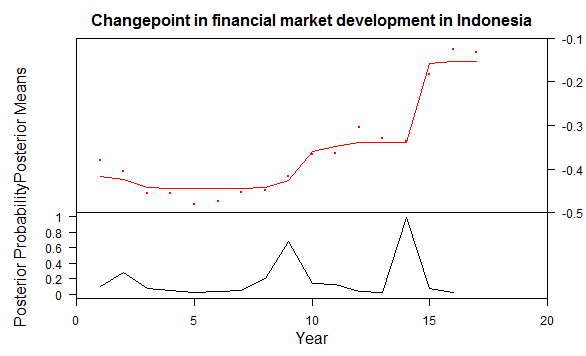 Changepoint in financial market development in Indonesia
Posterior Means
-0.1
-0.2
-0.3
-0.4
-0.5
Posterior Probability
1
0.8
0.6
0.4
0.2
0
0 5 10 15 20
Year